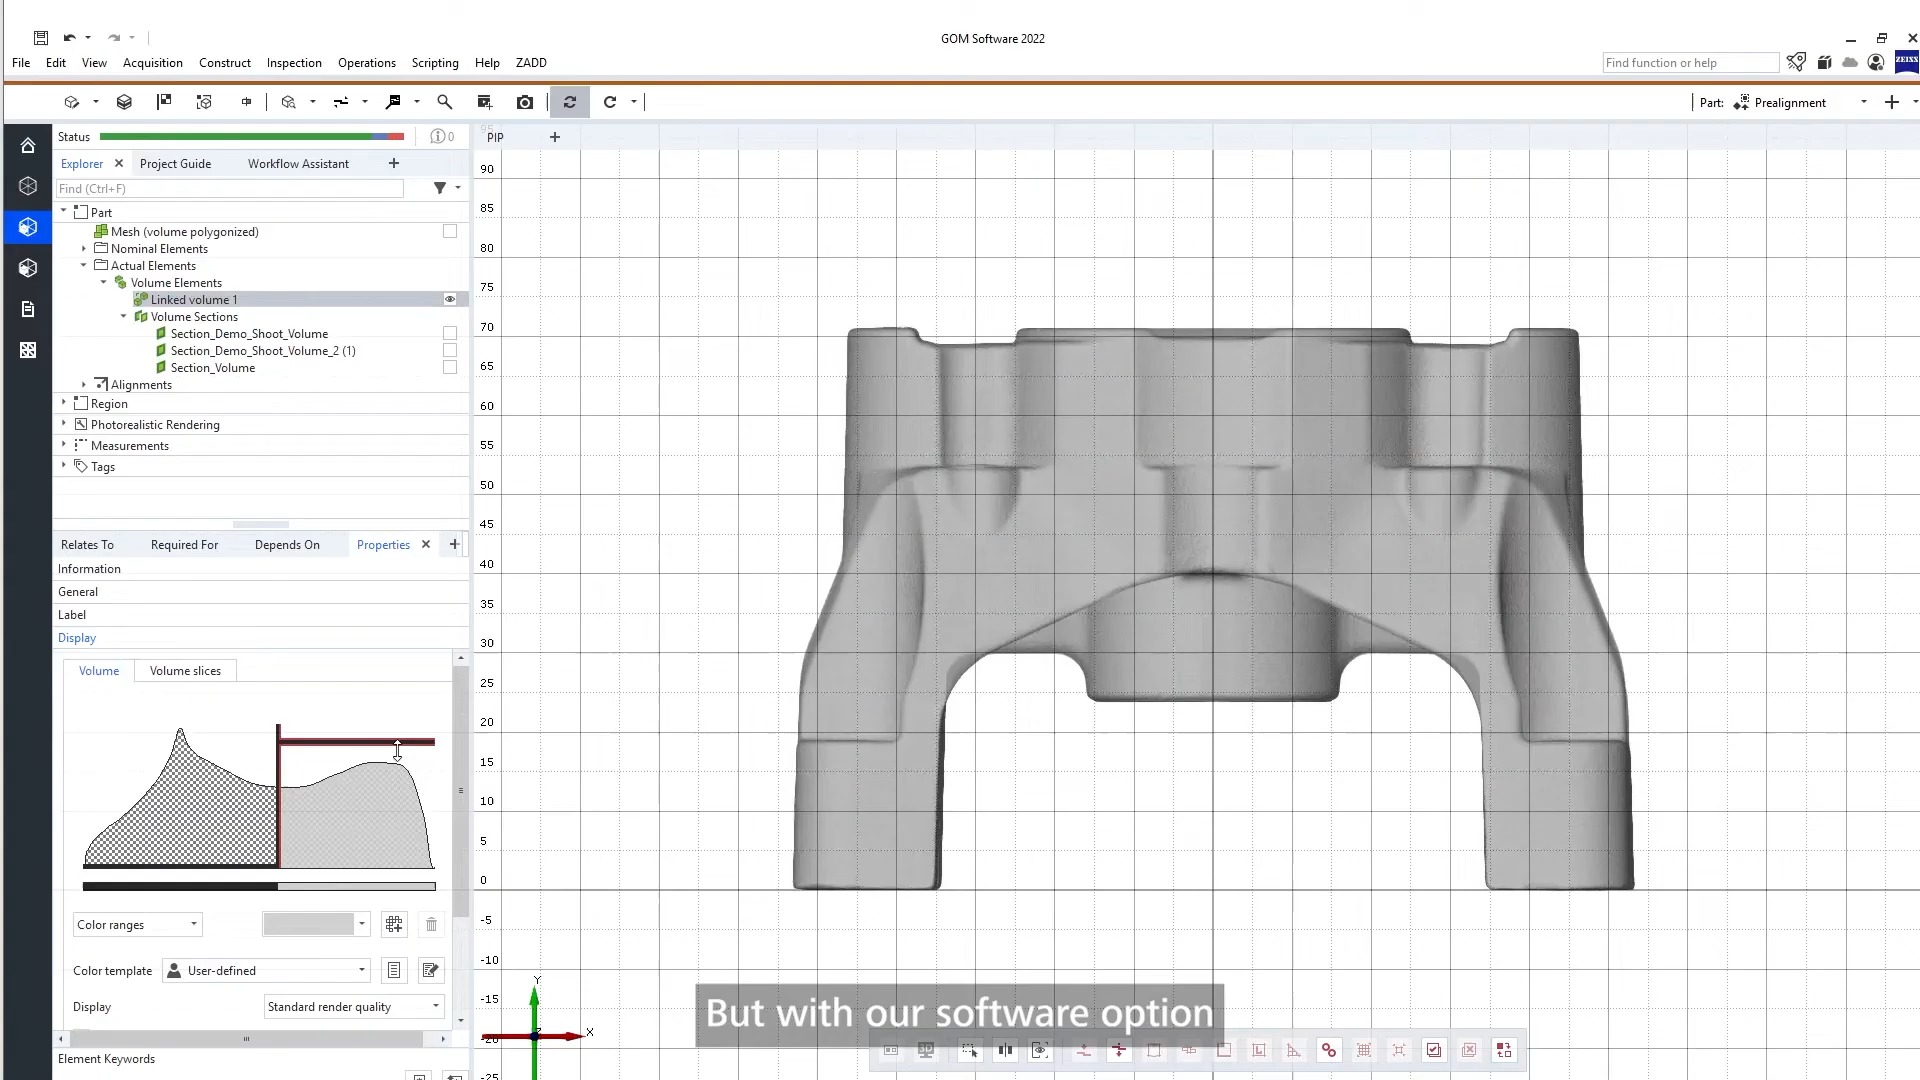 GOM Software 2022
File Edit View Acquisition Construct Inspection Operations Scripting Help ZADD
Find function or help
ZEISS
Part: Prealignment
Status
0
PIP
Explorer Project Guide Workflow Assistant
Find (Ctrl+F)
Part
Mesh (volume polygonized)
Nominal Elements
Actual Elements
Volume Elements
Linked volume 1
Volume Sections
Section_Demo_Shoot_Volume
Section_Demo_Shoot_Volume_2 (1)
Section_Volume
Alignments
Region
Photorealistic Rendering
Measurements
Tags
Relates To Required For Depends On Properties
Information
General
Label
Display
Volume Volume slices
Color ranges
Color template User-defined
Display Standard render quality
Element Keywords
95
90
85
80
75
70
65
60
55
50
45
40
35
30
25
20
15
10
5
0
-5
-10
-15
-20
-25
Y
X
Z
But with our software option